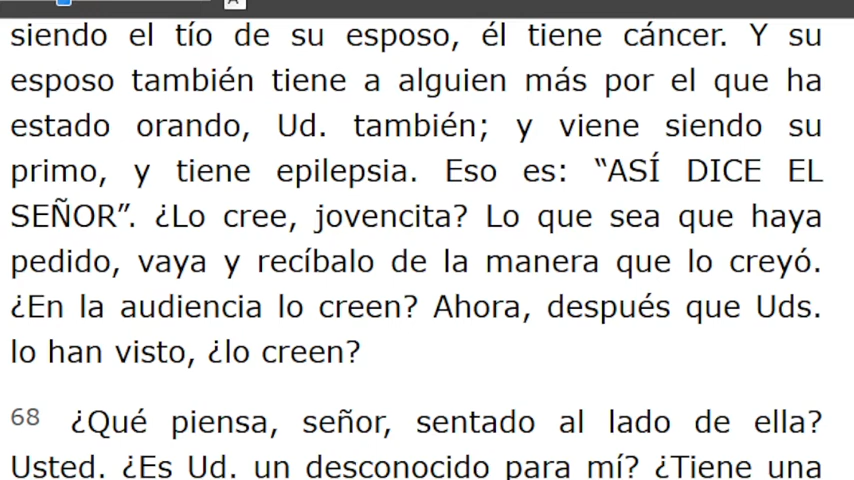 siendo el tío de su esposo, él tiene cáncer. Y su
esposo también tiene a alguien más por el que ha
estado orando, Ud. también; y viene siendo su
primo, y tiene epilepsia. Eso es: “ASÍ DICE EL
SEÑOR”. ¿Lo cree, jovencita? Lo que sea que haya
pedido, vaya y recíbalo de la manera que lo creyó.
¿En la audiencia lo creen? Ahora, después que Uds.
lo han visto, ¿lo creen?
68 ¿Qué piensa, señor, sentado al lado de ella?
Usted. ¿Es Ud. un desconocido para mí? ¿Tiene una